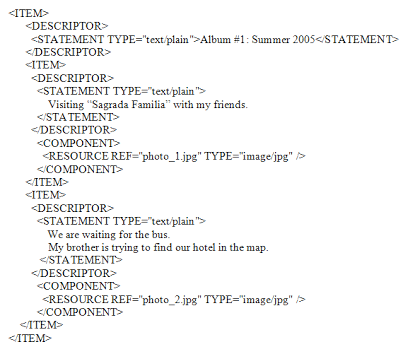 <ITEM>
<DESCRIPTOR>
<STATEMENT TYPE="text/plain">Album #1: Summer 2005</STATEMENT>
</DESCRIPTOR>
<ITEM>
<DESCRIPTOR>
<STATEMENT TYPE="text/plain">
Visiting “Sagrada Familia” with my friends.
</STATEMENT>
</DESCRIPTOR>
<COMPONENT>
<RESOURCE REF="photo_1.jpg" TYPE="image/jpg" />
</COMPONENT>
</ITEM>
<ITEM>
<DESCRIPTOR>
<STATEMENT TYPE="text/plain">
We are waiting for the bus.
My brother is trying to find our hotel in the map.
</STATEMENT>
</DESCRIPTOR>
<COMPONENT>
<RESOURCE REF="photo_2.jpg" TYPE="image/jpg" />
</COMPONENT>
</ITEM>
</ITEM>